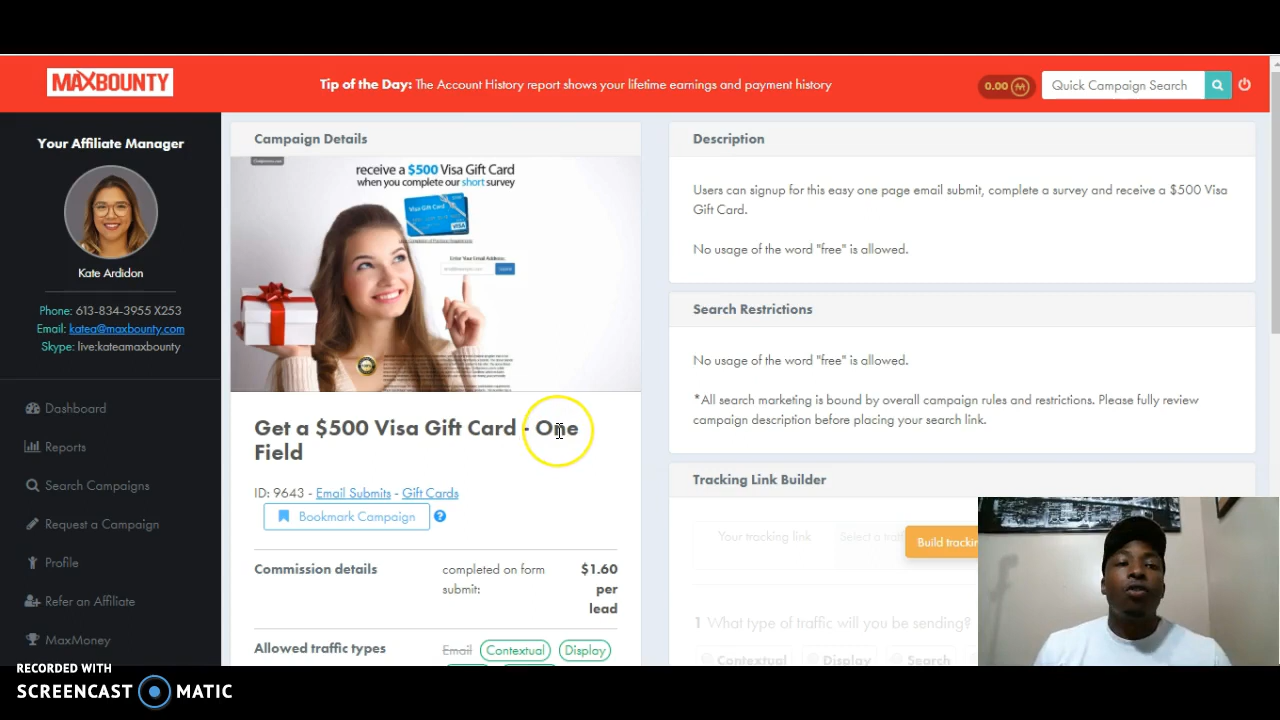 MAXBOUNTY
Tip of the Day: The Account History report shows your lifetime earnings and payment history
0.00
Quick Campaign Search
Your Affiliate Manager
Kate Ardidon
Phone: 613-834-3955 X253
Email: katea@maxbounty.com
Skype: live:kateamaxbounty
Dashboard
Reports
Search Campaigns
Request a Campaign
Profile
Refer an Affiliate
MaxMoney
Campaign Details
receive a $500 Visa Gift Card
when you complete our short survey
Visa Gift Card
VISA
Enter Your Email Address:
Get a $500 Visa Gift Card - One
Field
ID: 9643 - Email Submits - Gift Cards
Bookmark Campaign ?
Commission details
completed on form
submit:
$1.60
per
lead
Allowed traffic types
Email Contextual Display
Description
Users can signup for this easy one page email submit, complete a survey and receive a $500 Visa
Gift Card.
No usage of the word "free" is allowed.
Search Restrictions
No usage of the word "free" is allowed.
*All search marketing is bound by overall campaign rules and restrictions. Please fully review
campaign description before placing your search link.
Tracking Link Builder
Your tracking link
Build
1 What type of traffic will you be sending?
Contextual Display Search
RECORDED WITH
SCREENCAST MATIC